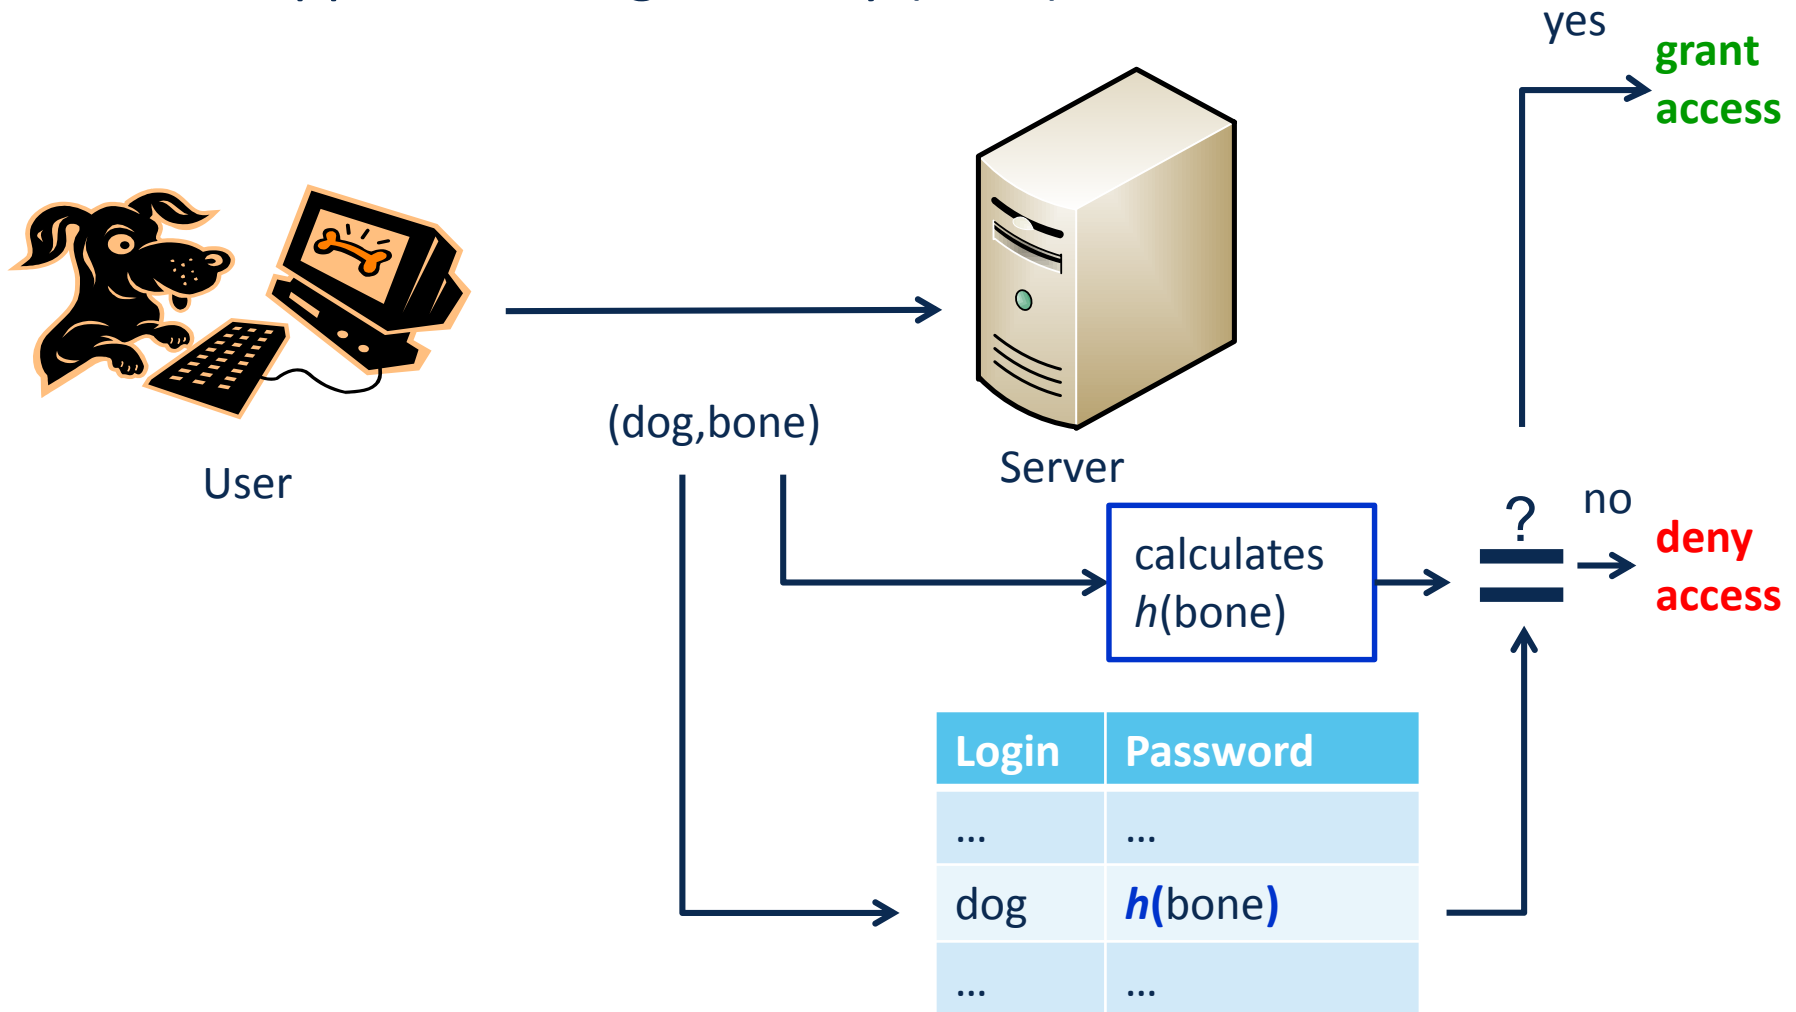 yes
grant
access
(dog,bone)
User
Server
calculates
h(bone)
?
no
deny
access
Login Password
... ...
dog h(bone)
... ...